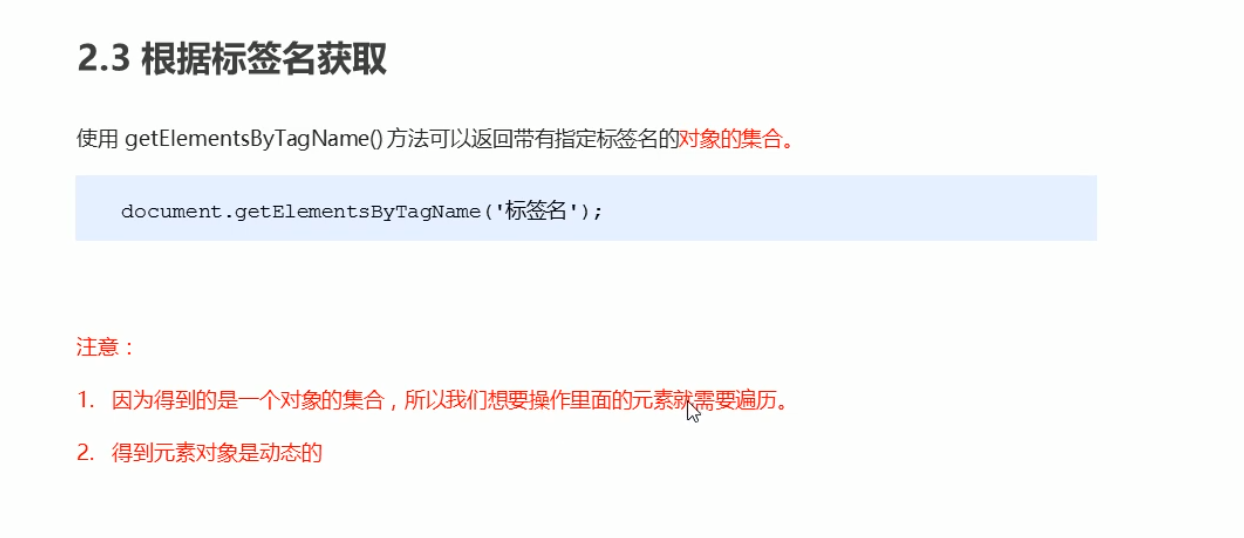 2.3 根据标签名获取
使用 getElementsByTagName() 方法可以返回带有指定标签名的对象的集合。
document.getElementsByTagName('标签名');
注意：
1. 因为得到的是一个对象的集合，所以我们想要操作里面的元素就需要遍历。
2. 得到元素对象是动态的